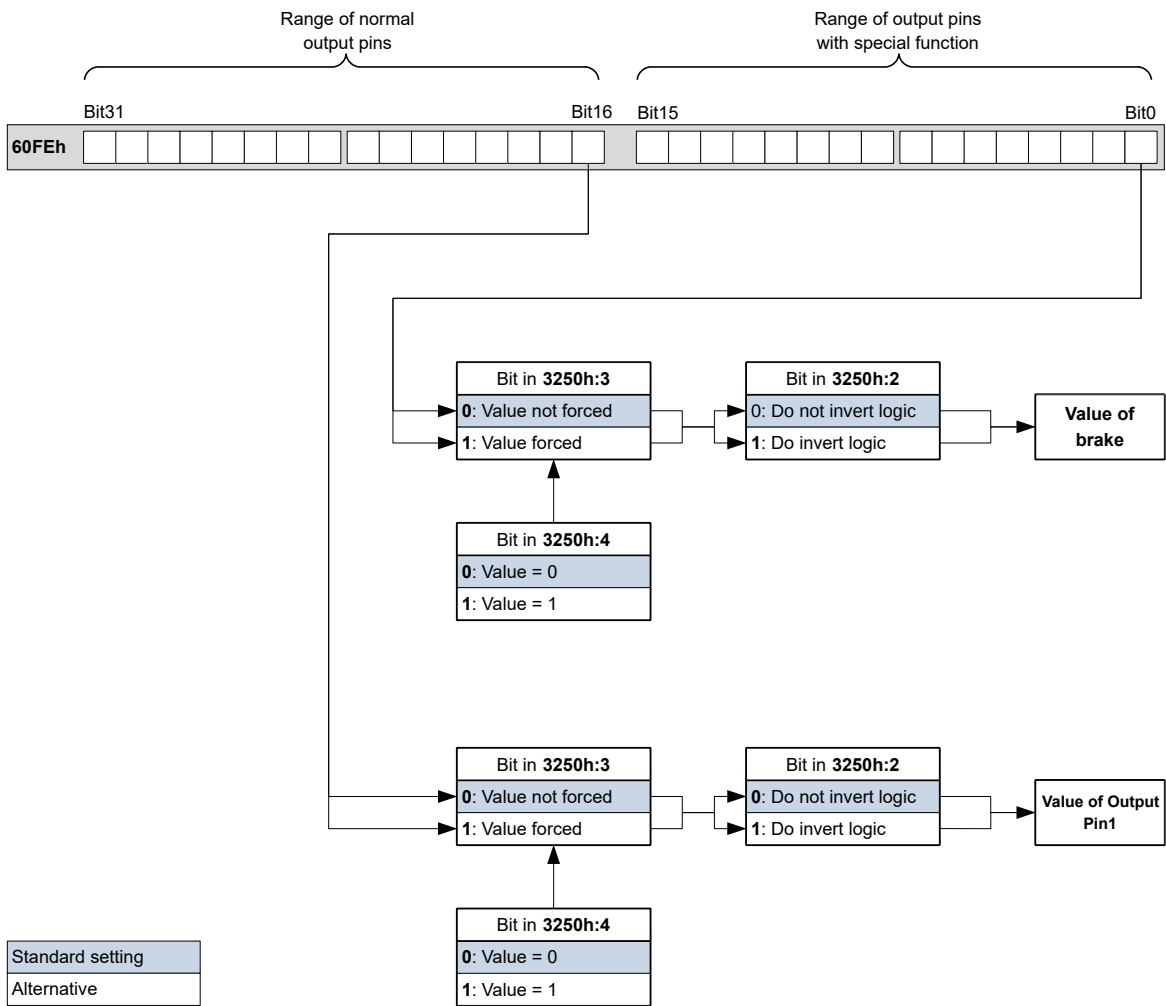 Range of normal
output pins
Range of output pins
with special function
Bit31
Bit16
Bit15
Bit0
60FEh
Bit in 3250h:3
0: Value not forced
1: Value forced
Bit in 3250h:2
0: Do not invert logic
1: Do invert logic
Value of
brake
Bit in 3250h:4
0: Value = 0
1: Value = 1
Bit in 3250h:3
0: Value not forced
1: Value forced
Bit in 3250h:2
0: Do not invert logic
1: Do invert logic
Value of Output
Pin1
Bit in 3250h:4
0: Value = 0
1: Value = 1
Standard setting
Alternative